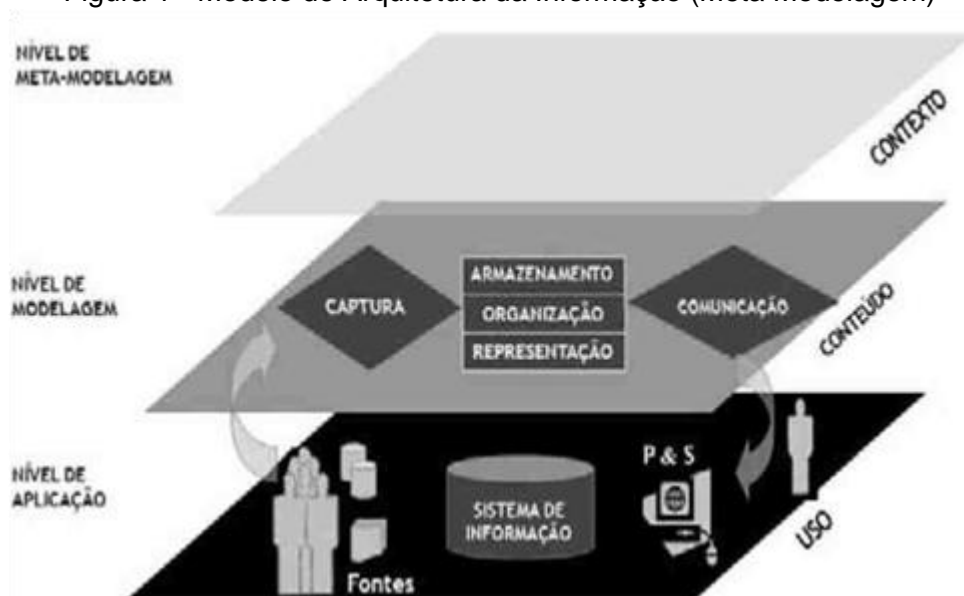 Figura 1 - Modelo de Arquitetura da Informação (Meta Modelagem)
NÍVEL DE
META-MODELAGEM
CONTEXTO
NÍVEL DE
MODELAGEM
CAPTURA
ARMAZENAMENTO
ORGANIZAÇÃO
REPRESENTAÇÃO
COMUNICAÇÃO
CONTEÚDO
NÍVEL DE
APLICAÇÃO
Fontes
SISTEMA DE
INFORMAÇÃO
P & S
USO